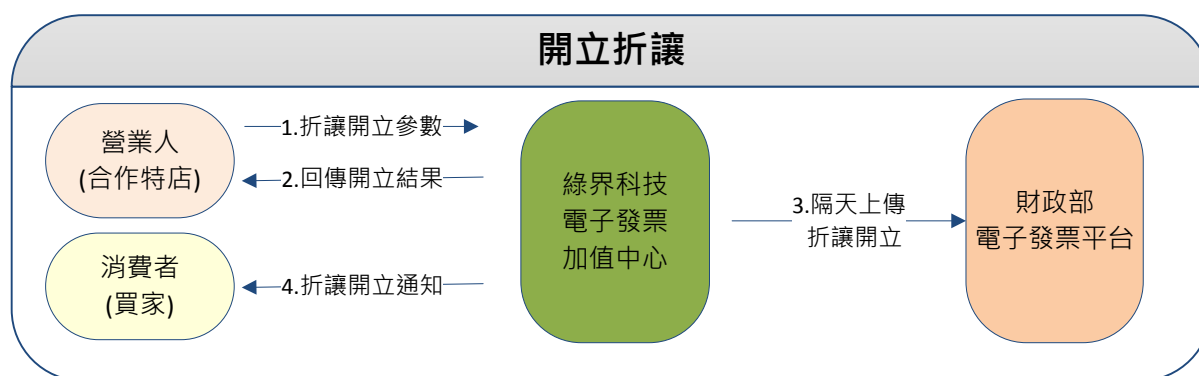 開立折讓
營業人
(合作特店)
1.折讓開立參數
2.回傳開立結果
綠界科技
電子發票
加值中心
3.隔天上傳
折讓開立
財政部
電子發票平台
消費者
(買家)
4.折讓開立通知